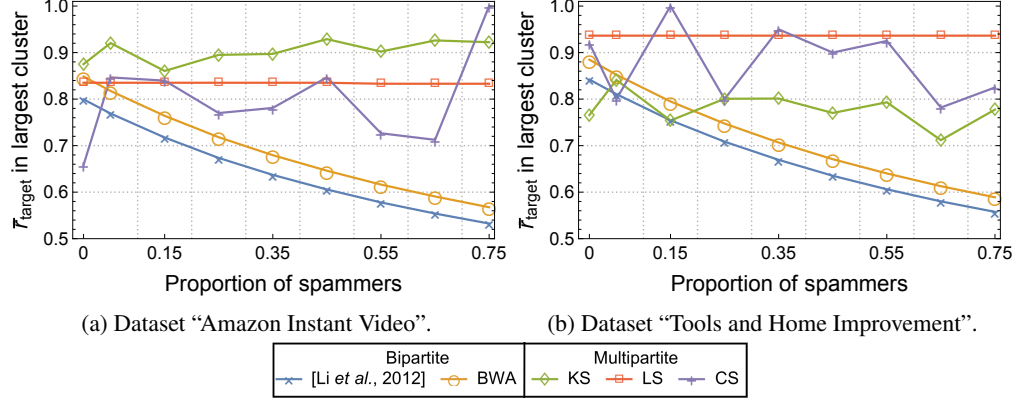 1.0
0.9
0.8
0.7
0.6
0.5
r̄target in largest cluster
0 0.15 0.35 0.55 0.75
Proportion of spammers
(a) Dataset “Amazon Instant Video”.
1.0
0.9
0.8
0.7
0.6
0.5
r̄target in largest cluster
0 0.15 0.35 0.55 0.75
Proportion of spammers
(b) Dataset “Tools and Home Improvement”.
Bipartite Multipartite
[Li et al., 2012] BWA KS LS CS